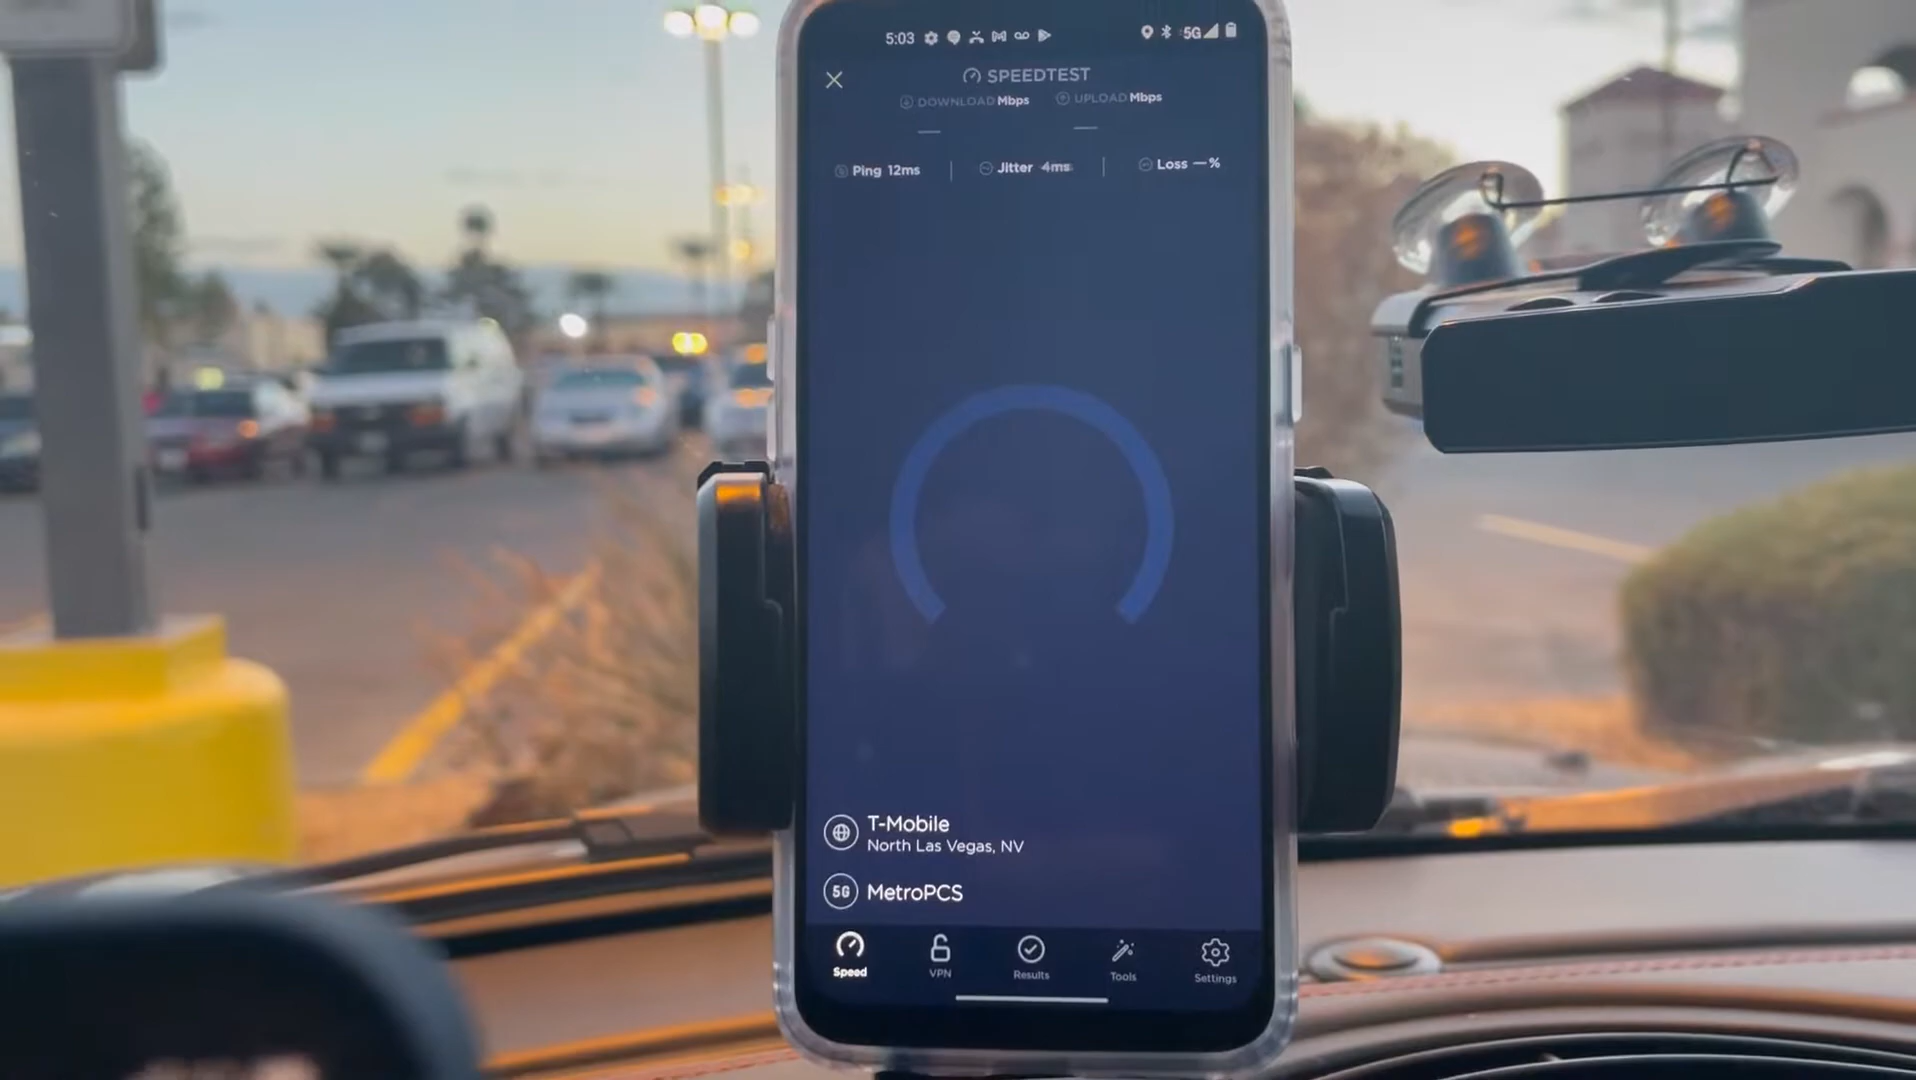 5:03
5G
SPEEDTEST
DOWNLOAD Mbps UPLOAD Mbps
— —
Ping 12ms Jitter 4ms Loss —%
T-Mobile
North Las Vegas, NV
5G MetroPCS
Speed VPN Results Tools Settings